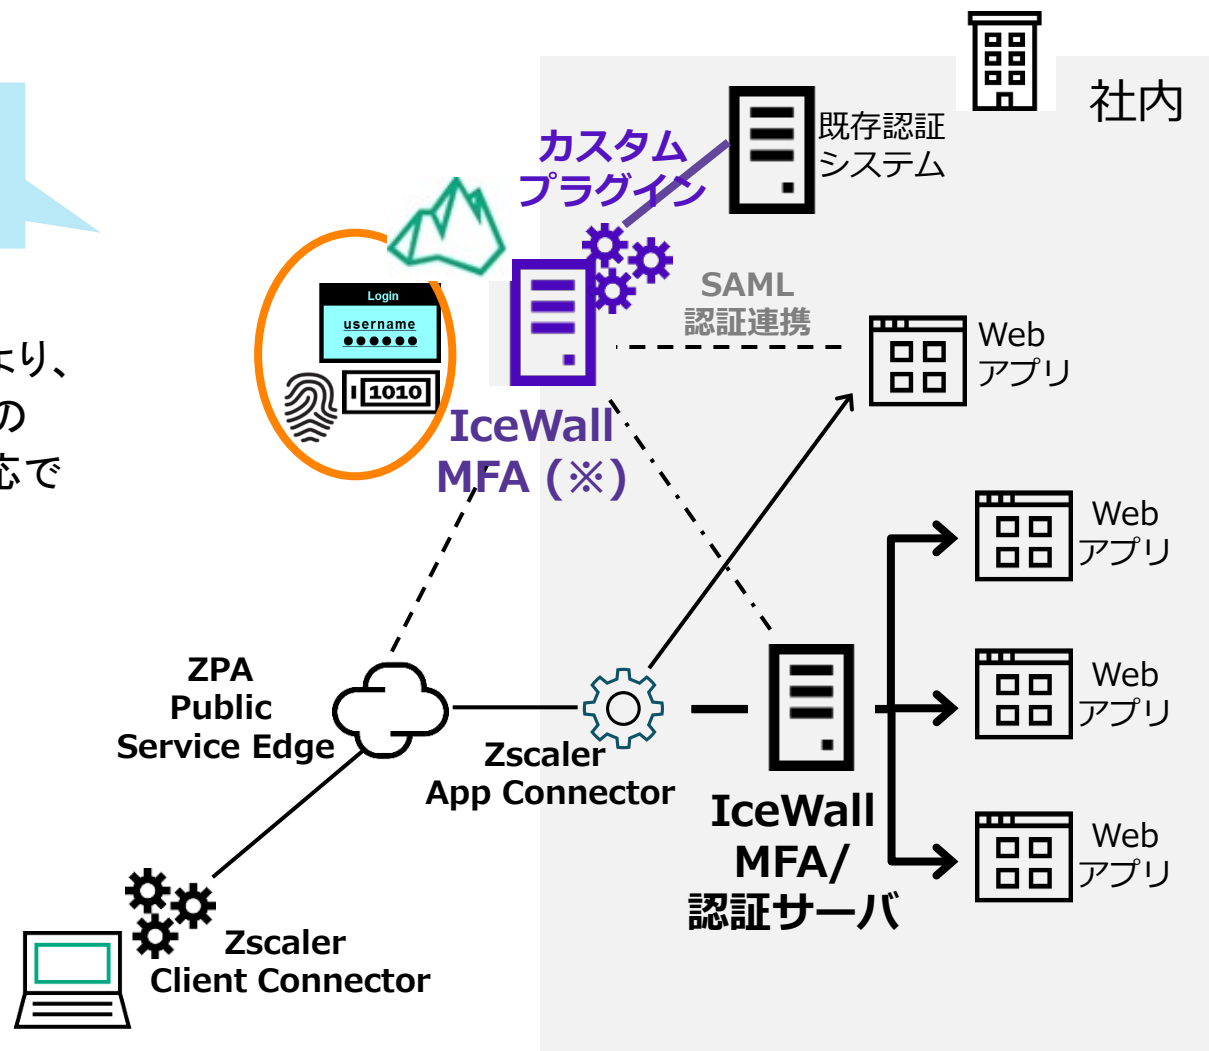 社内
既存認証
システム
カスタム
プラグイン
SAML
認証連携
Login
username
1010
IceWall
MFA (※)
より、
の
応で
Web
アプリ
Web
アプリ
Web
アプリ
Web
アプリ
ZPA
Public
Service Edge
Zscaler
App Connector
IceWall
MFA/
認証サーバ
Zscaler
Client Connector